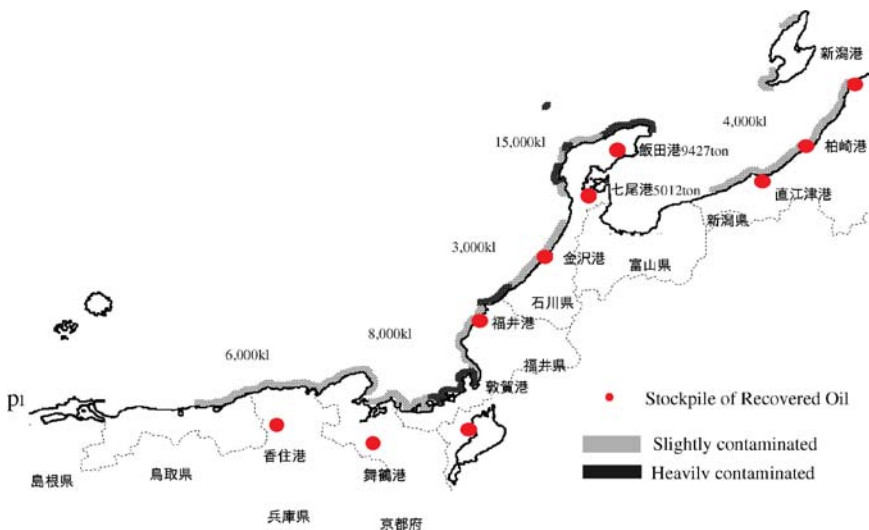 新潟港
4,000kl
柏崎港
15,000kl
飯田港9427ton
七尾港5012ton
直江津港
新潟県
3,000kl
金沢港
富山県
石川県
福井港
8,000kl
6,000kl
福井県
敦賀港
p1
Stockpile of Recovered Oil
香住港
舞鶴港
Slightly contaminated
島根県
鳥取県
Heavily contaminated
兵庫県
京都府